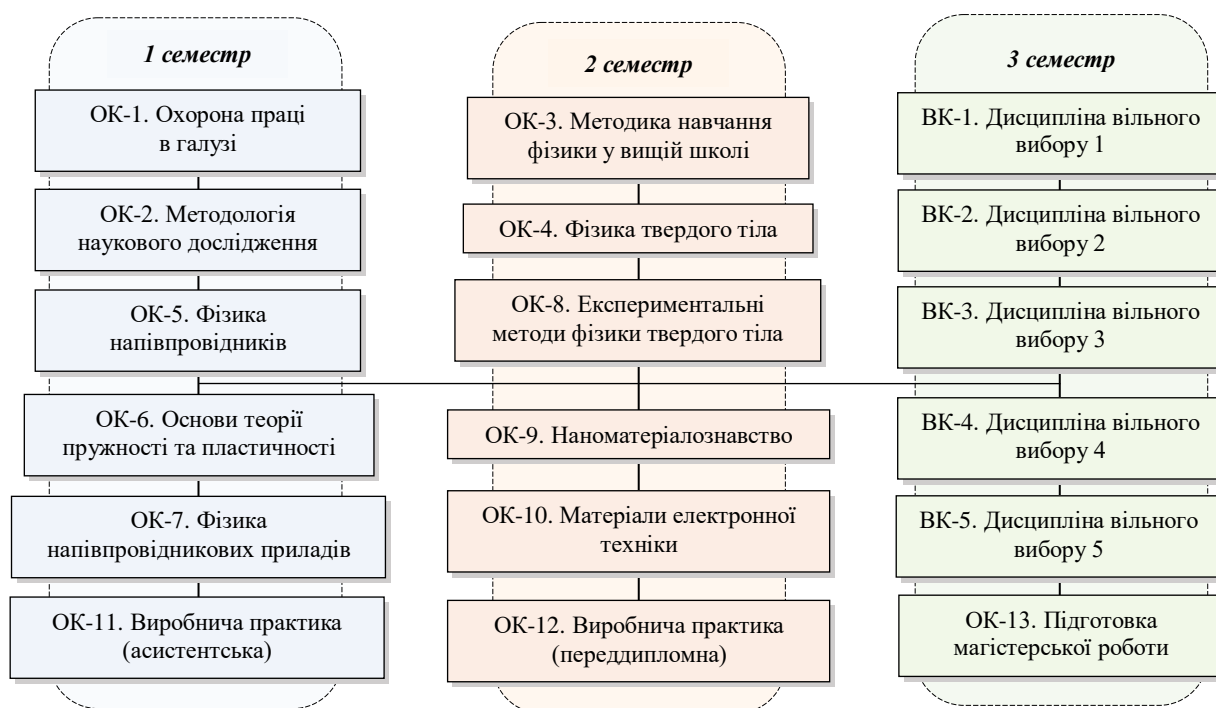 1 семестр
ОК-1. Охорона праці
в галузі
ОК-2. Методологія
наукового дослідження
ОК-5. Фізика
напівпровідників
ОК-6. Основи теорії
пружності та пластичності
ОК-7. Фізика
напівпровідникових приладів
ОК-11. Виробнича практика
(асистентська)
2 семестр
ОК-3. Методика навчання
фізики у вищій школі
ОК-4. Фізика твердого тіла
ОК-8. Експериментальні
методи фізики твердого тіла
ОК-9. Наноматеріалознавство
ОК-10. Матеріали електронної
техніки
ОК-12. Виробнича практика
(переддипломна)
3 семестр
ВК-1. Дисципліна вільного
вибору 1
ВК-2. Дисципліна вільного
вибору 2
ВК-3. Дисципліна вільного
вибору 3
ВК-4. Дисципліна вільного
вибору 4
ВК-5. Дисципліна вільного
вибору 5
ОК-13. Підготовка
магістерської роботи